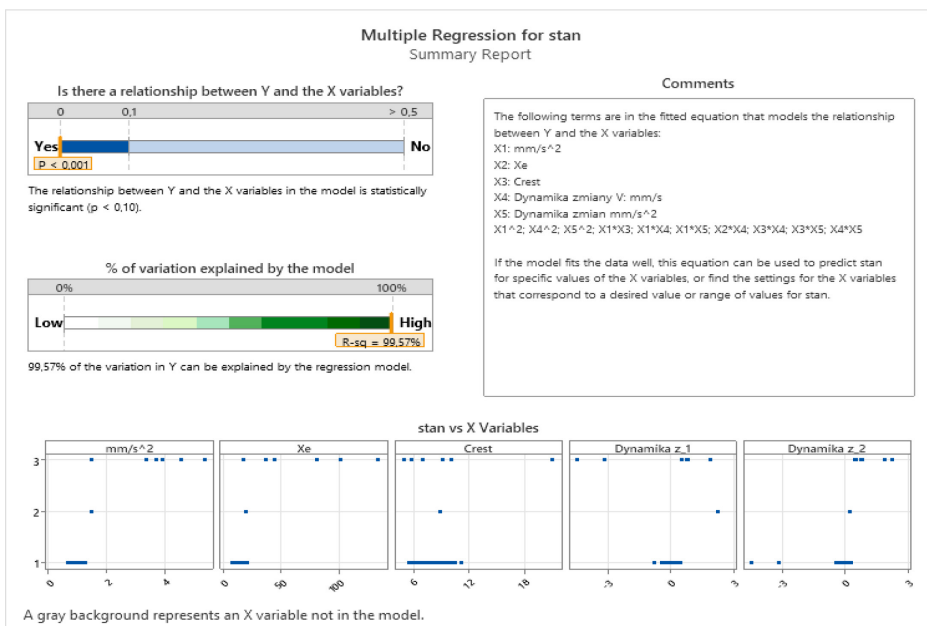 Multiple Regression for stan
Summary Report
Is there a relationship between Y and the X variables?
0 0,1 > 0,5
Yes No
P < 0,001
The relationship between Y and the X variables in the model is statistically
significant (p < 0,10).
% of variation explained by the model
0% 100%
Low High
R-sq = 99,57%
99,57% of the variation in Y can be explained by the regression model.
Comments
The following terms are in the fitted equation that models the relationship
between Y and the X variables:
X1: mm/s^2
X2: Xe
X3: Crest
X4: Dynamika zmiany V: mm/s
X5: Dynamika zmian mm/s^2
X1^2; X4^2; X5^2; X1*X3; X1*X4; X1*X5; X2*X4; X3*X4; X3*X5; X4*X5
If the model fits the data well, this equation can be used to predict stan
for specific values of the X variables, or find the settings for the X variables
that correspond to a desired value or range of values for stan.
stan vs X Variables
mm/s^2 Xe Crest Dynamika z_1 Dynamika z_2
3
2
1
0 2 4 0 50 100 6 12 18 -3 0 3 -3 0 3
A gray background represents an X variable not in the model.